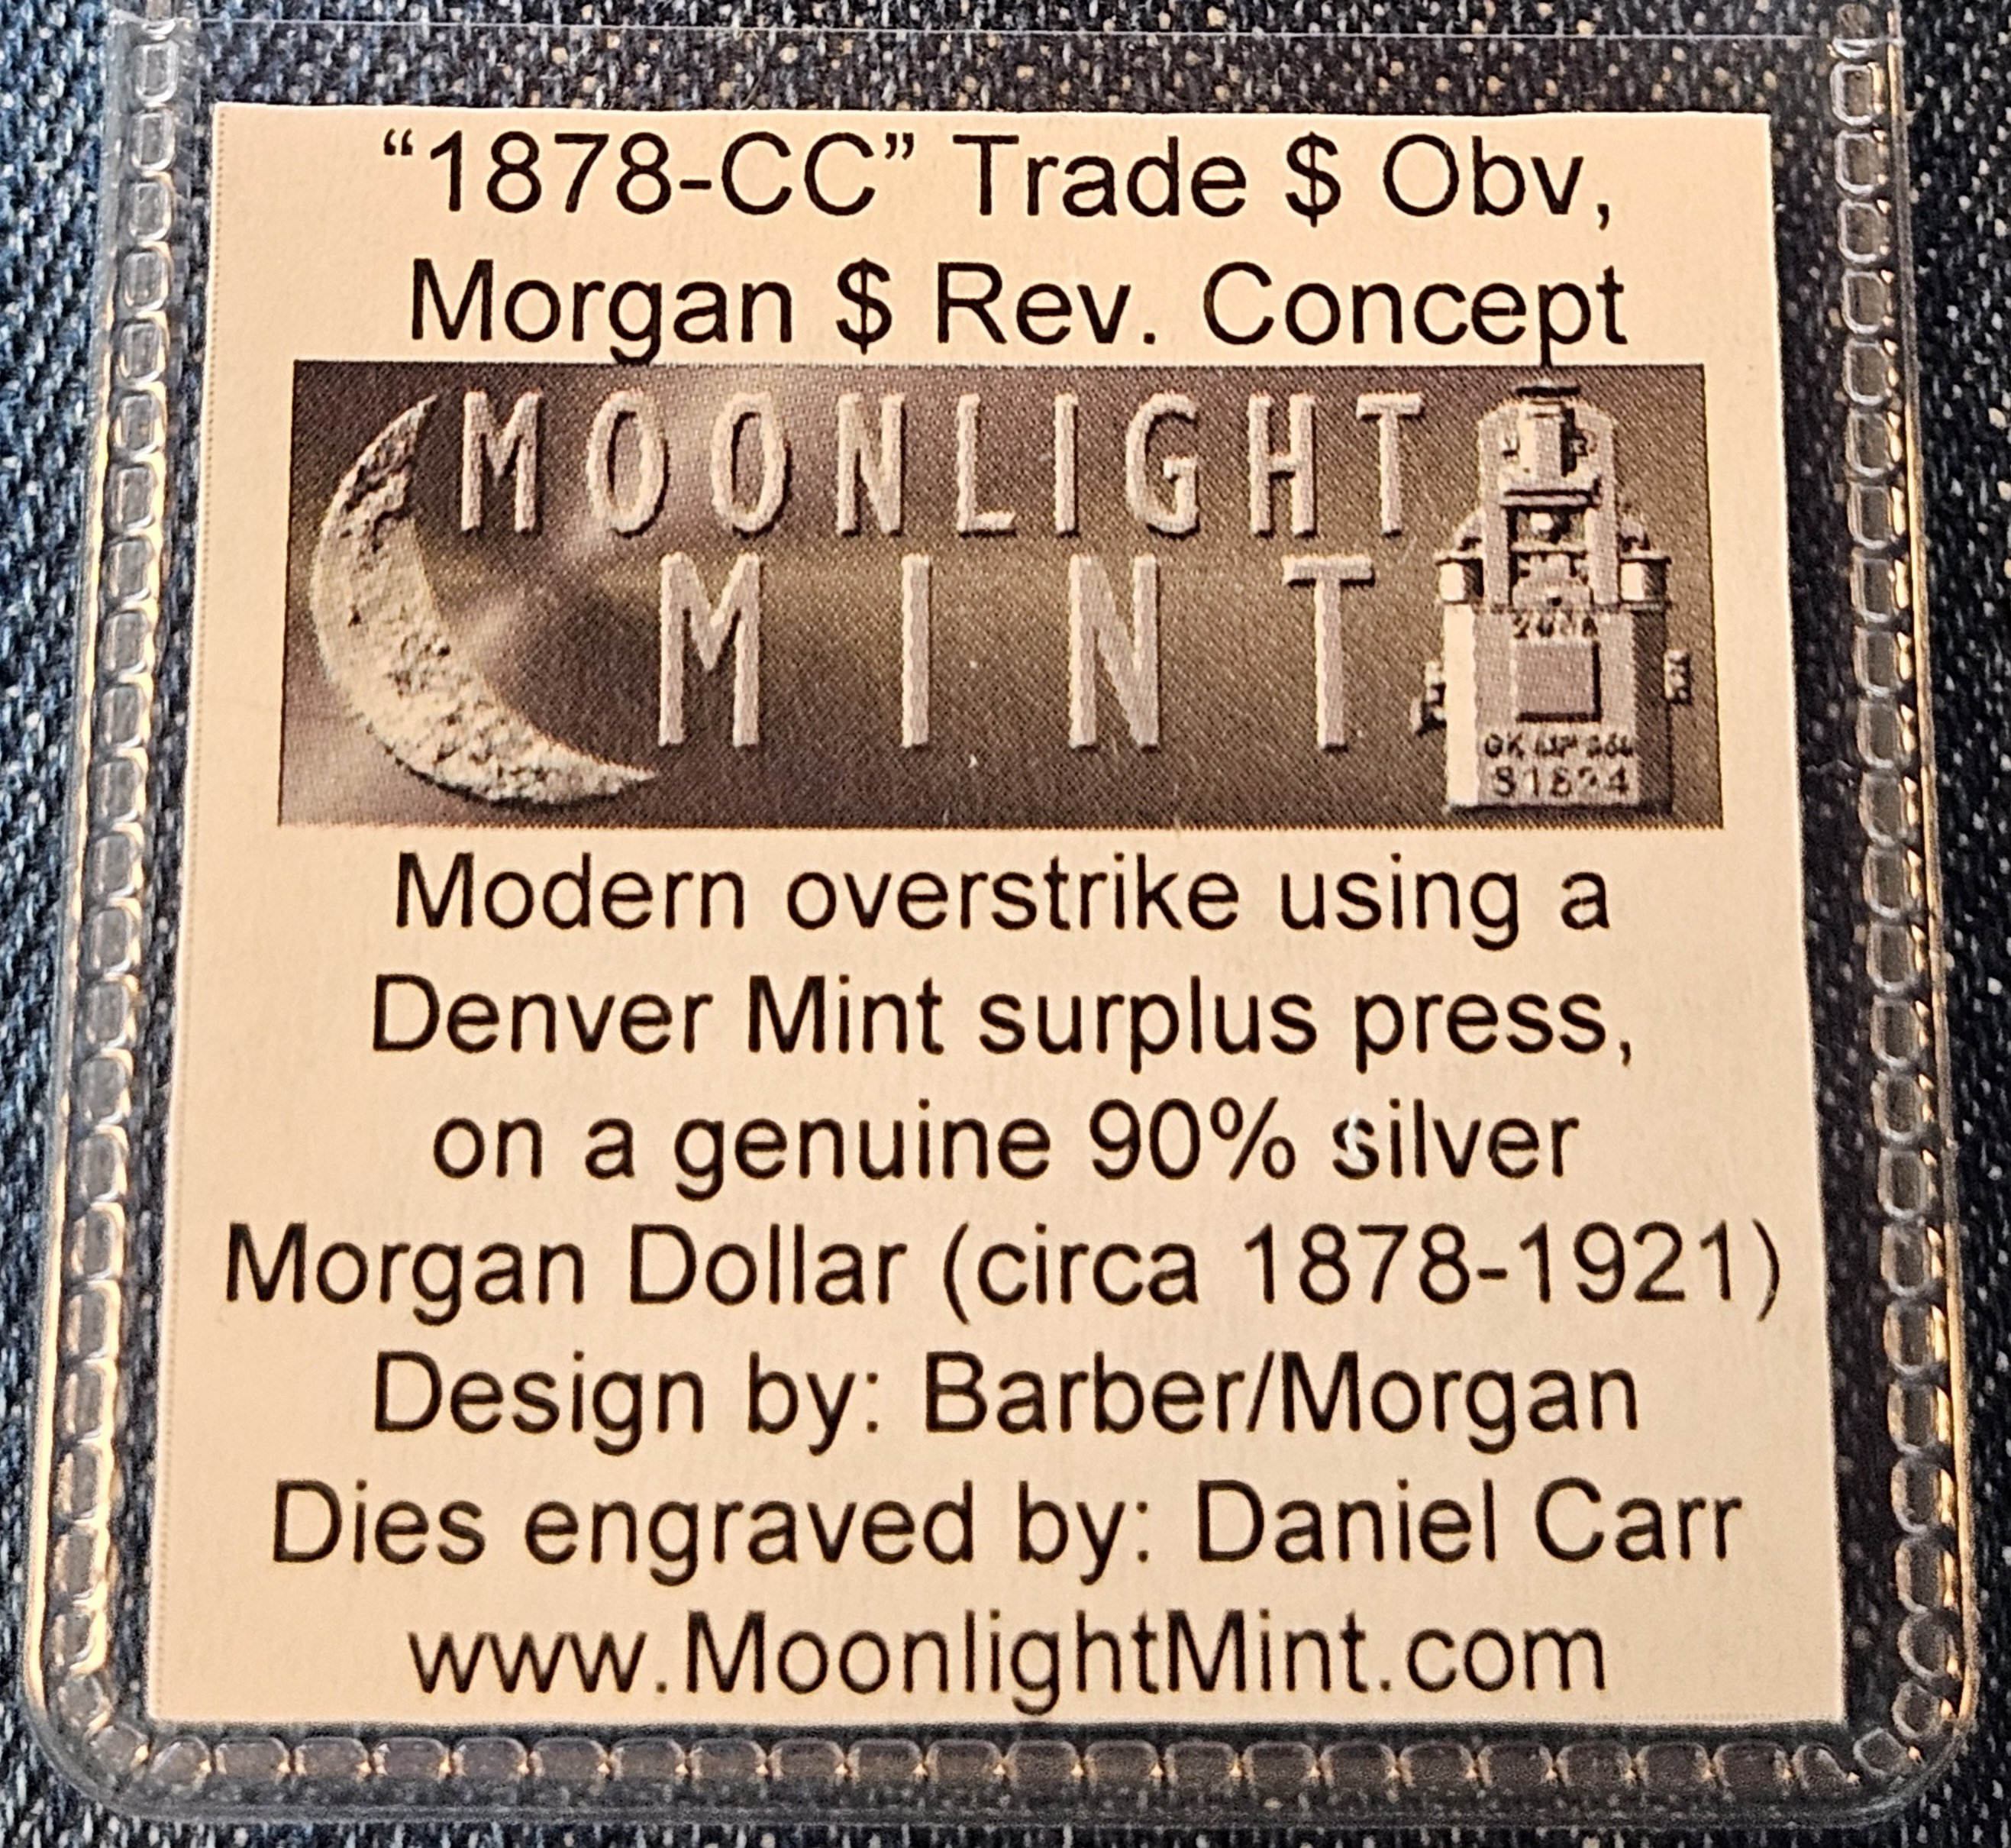 “1878-CC” Trade $ Obv,
Morgan $ Rev. Concept
MOONLIGHT
MINT
Modern overstrike using a
Denver Mint surplus press,
on a genuine 90% silver
Morgan Dollar (circa 1878-1921)
Design by: Barber/Morgan
Dies engraved by: Daniel Carr
www.MoonlightMint.com